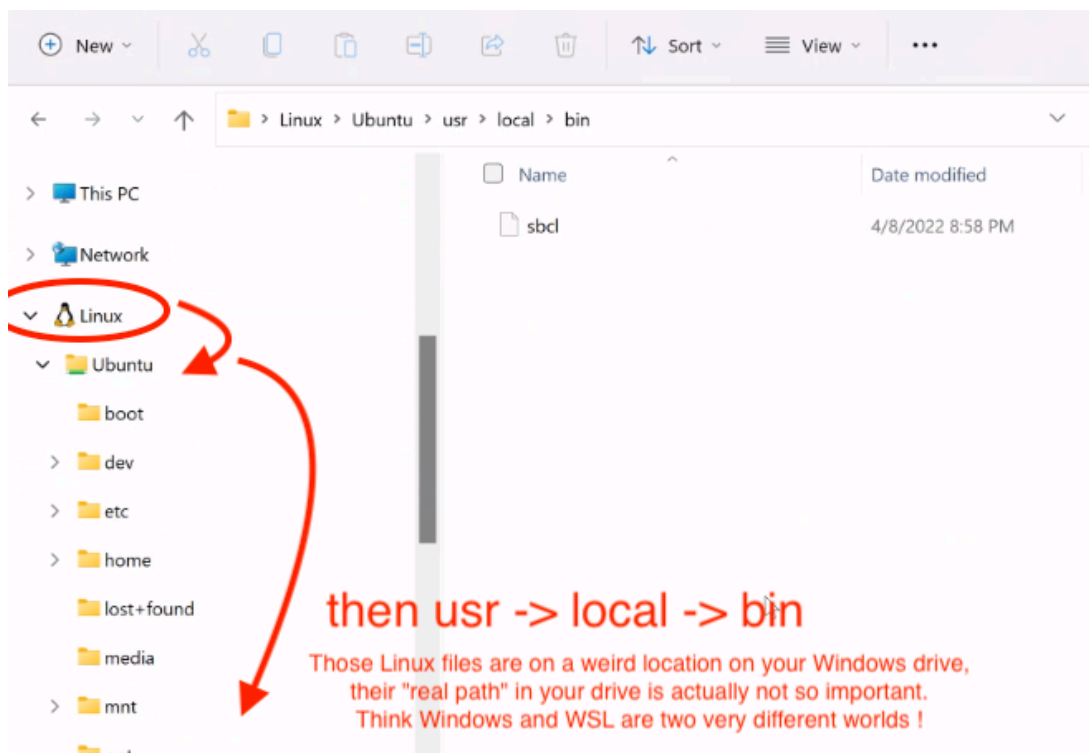 New
Sort
View
Linux > Ubuntu > usr > local > bin
Name
Date modified
This PC
sbcl
4/8/2022 8:58 PM
Network
Linux
Ubuntu
boot
dev
etc
home
lost+found
media
mnt
then usr -> local -> bin
Those Linux files are on a weird location on your Windows drive,
their "real path" in your drive is actually not so important.
Think Windows and WSL are two very different worlds !